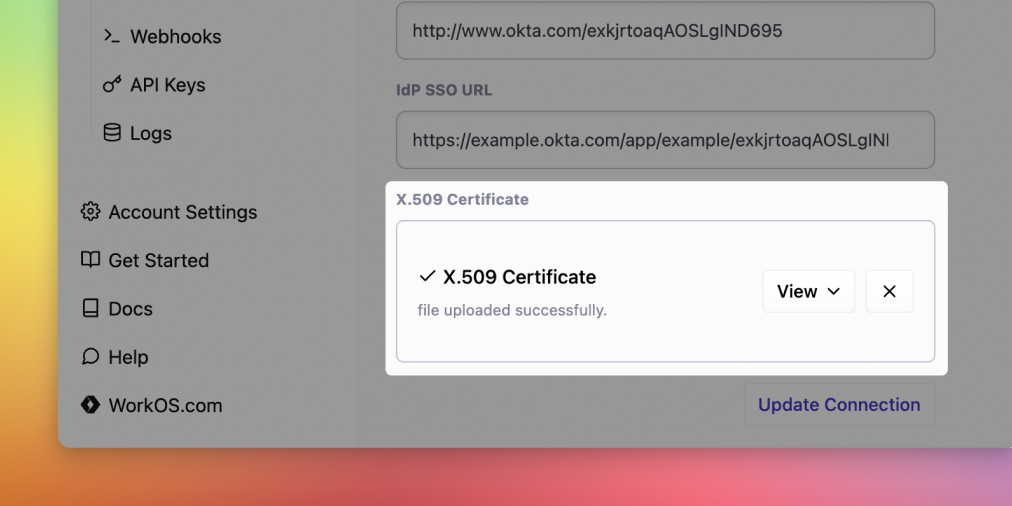 Webhooks
API Keys
Logs
Account Settings
Get Started
Docs
Help
WorkOS.com
http://www.okta.com/exkjrtoaqAOSLgIND695
IdP SSO URL
https://example.okta.com/app/example/exkjrtoaqAOSLgIN
X.509 Certificate
X.509 Certificate
View
file uploaded successfully.
Update Connection